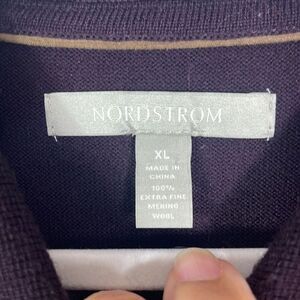 NORDSTROM
XL
MADE IN
CHINA
100%
EXTRA FINE
MERINO
WOOL